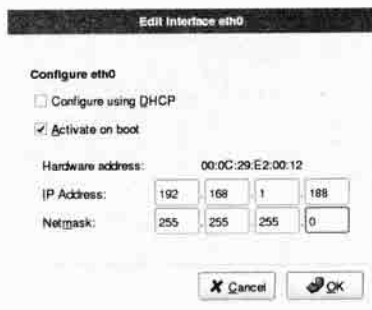 Edit Interface eth0
Configure eth0
Configure using DHCP
Activate on boot
Hardware address: 00:0C:29:E2:00:12
IP Address: 192 . 168 . 1 . 188
Netmask: 255 . 255 . 255 . 0
Cancel OK